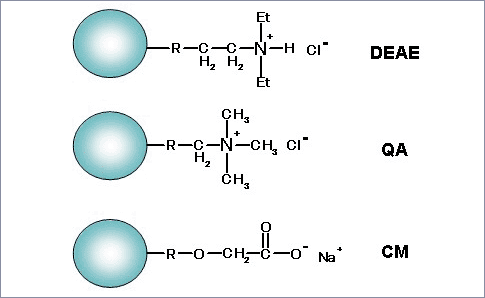 Et
R—C—C—N—H Cl⁻ DEAE
H₂ H₂ +
Et
CH₃
R—C—N—CH₃ Cl⁻ QA
H₂ +
CH₃
O
R—O—CH₂—C—O⁻ Na⁺ CM